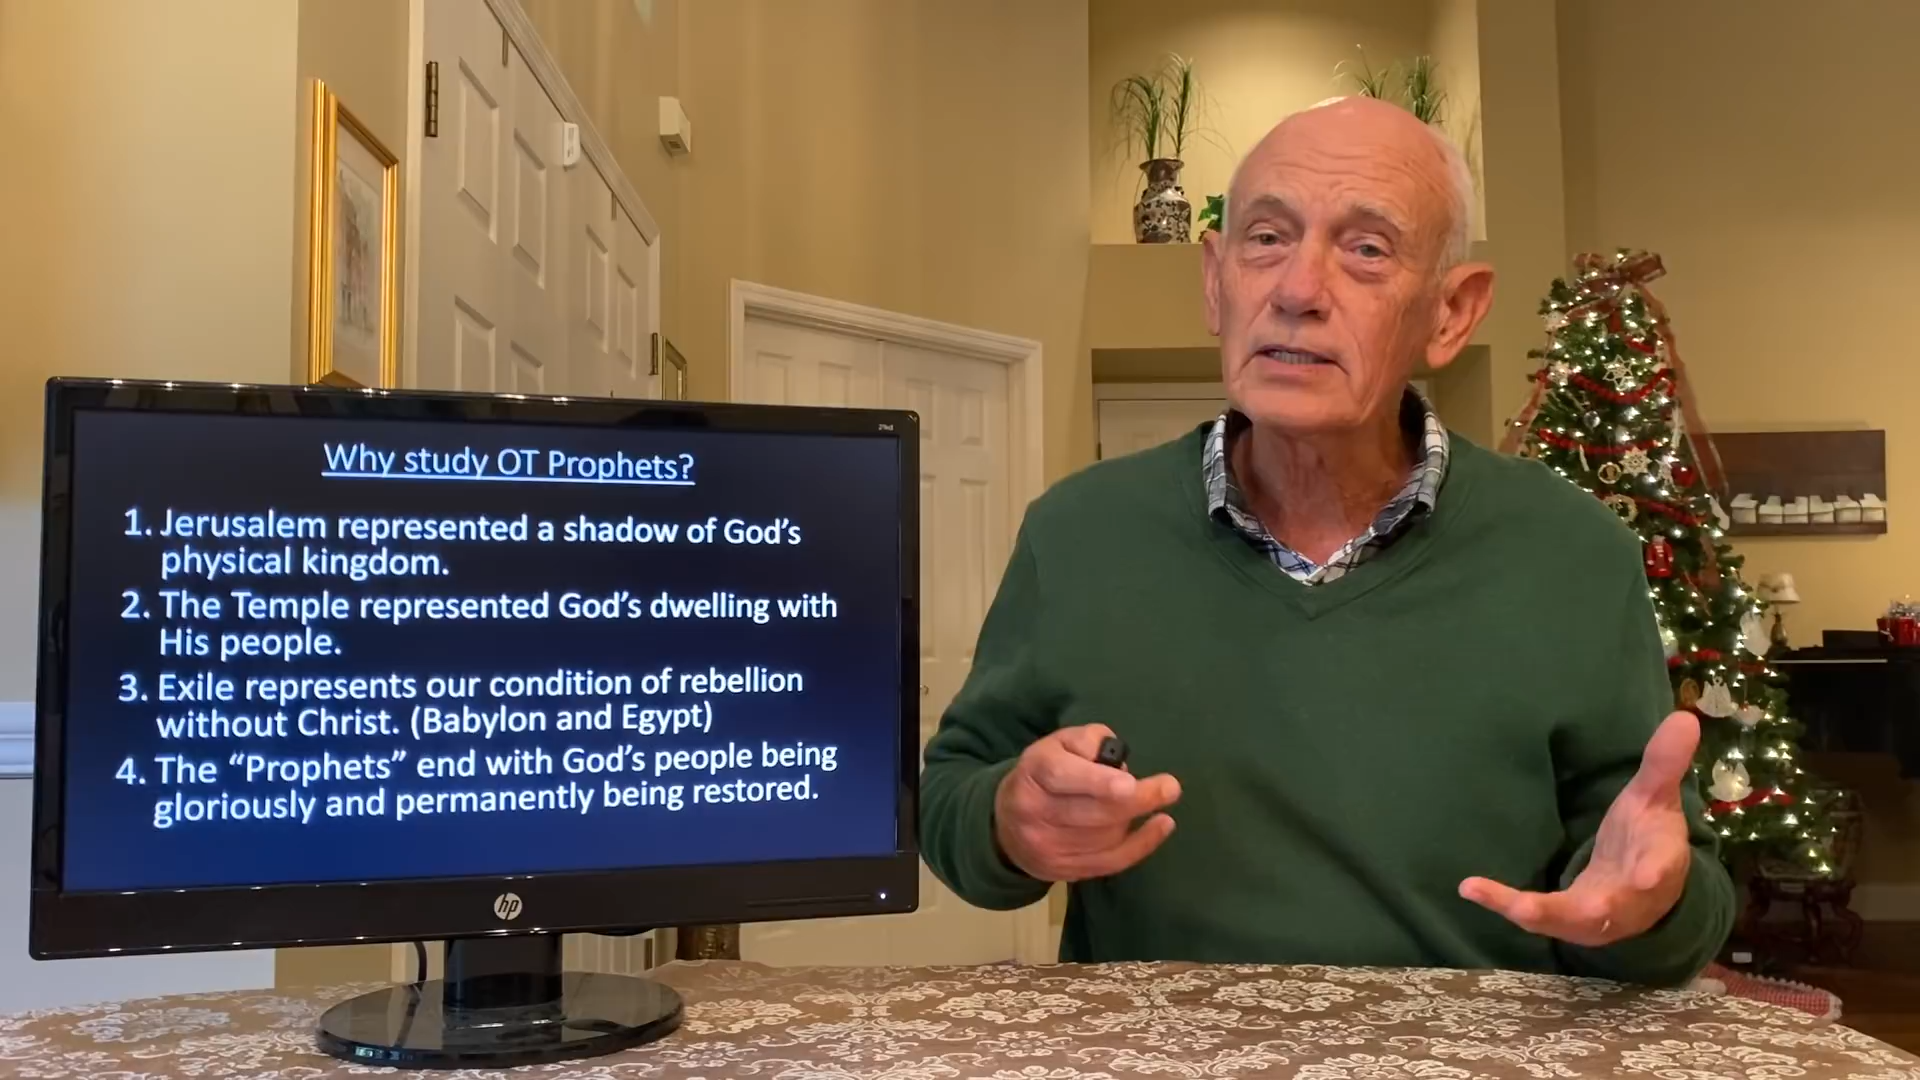 Why study OT Prophets?
1. Jerusalem represented a shadow of God's
physical kingdom.
2. The Temple represented God's dwelling with
His people.
3. Exile represents our condition of rebellion
without Christ. (Babylon and Egypt)
4. The “Prophets” end with God's people being
gloriously and permanently being restored.
hp